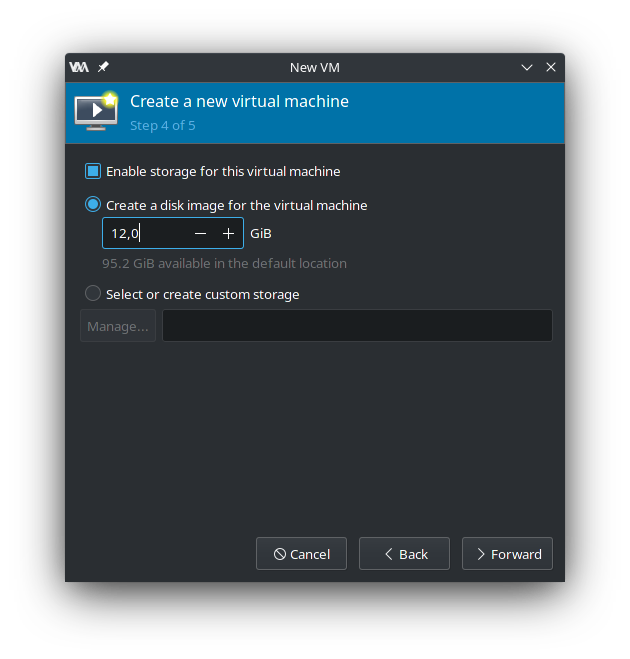 New VM
Create a new virtual machine
Step 4 of 5
Enable storage for this virtual machine
Create a disk image for the virtual machine
12,0 GiB
95.2 GiB available in the default location
Select or create custom storage
Manage...
Cancel Back Forward